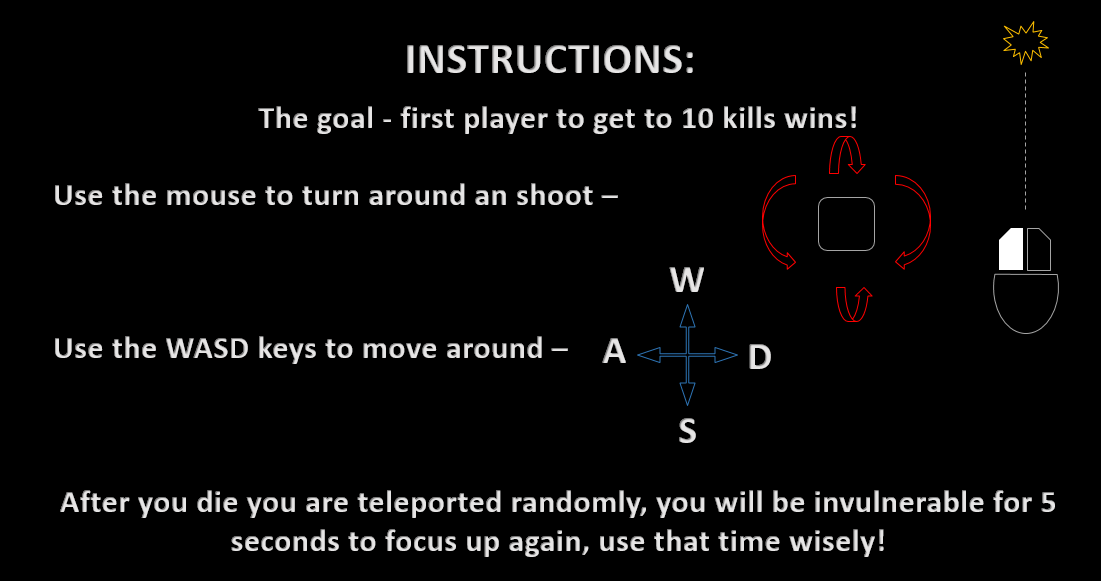 INSTRUCTIONS:
The goal - first player to get to 10 kills wins!
Use the mouse to turn around an shoot –
W
Use the WASD keys to move around –
A
D
S
After you die you are teleported randomly, you will be invulnerable for 5
seconds to focus up again, use that time wisely!